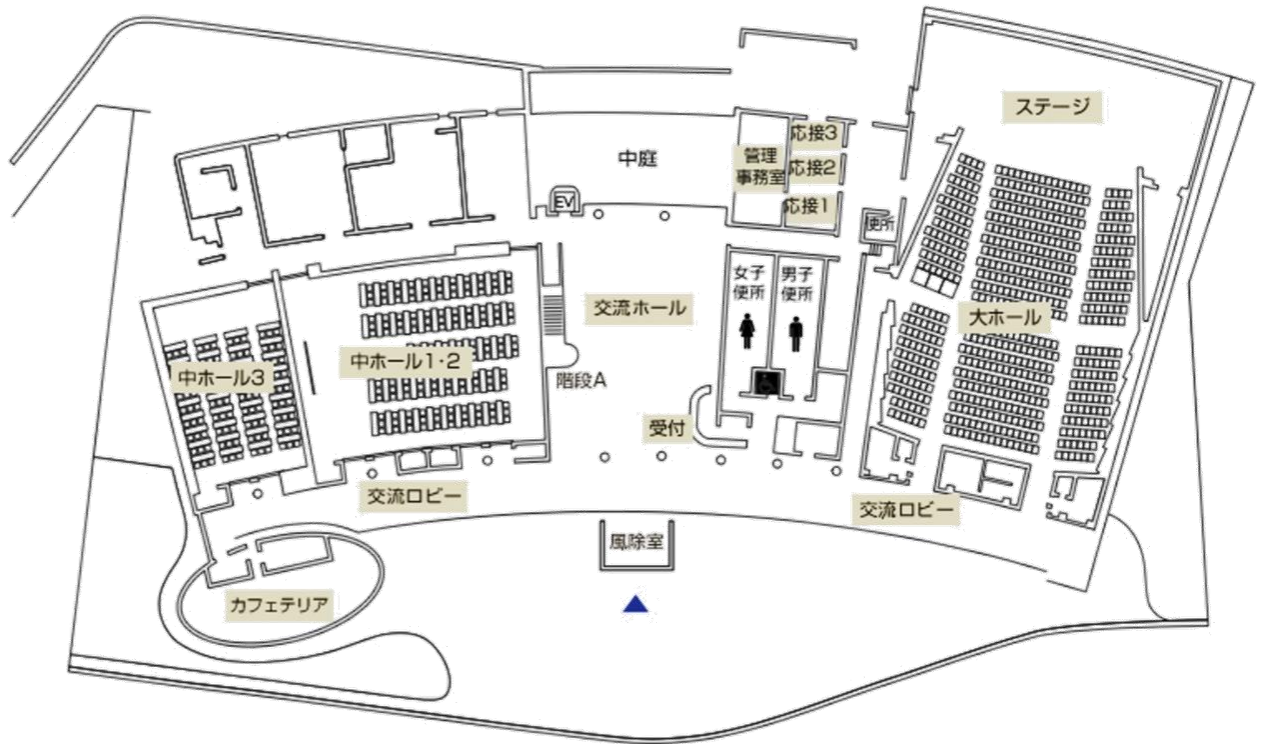 ステージ
応接3
中庭
管理
事務室
応接2
EV
応接1
便所
女子
便所
男子
便所
交流ホール
大ホール
中ホール1・2
中ホール3
階段A
受付
交流ロビー
交流ロビー
風除室
カフェテリア